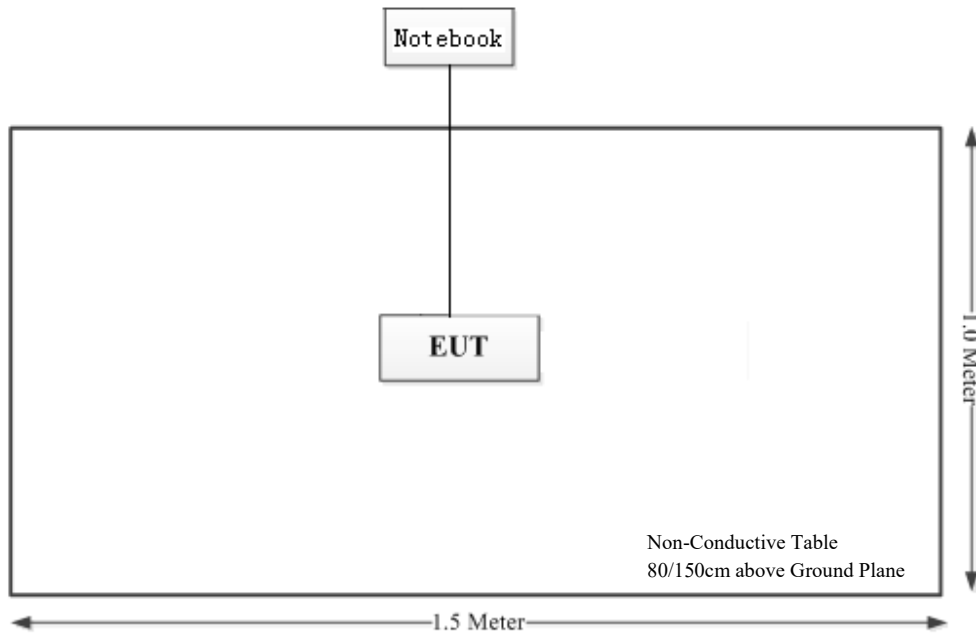 Notebook
EUT
1.0 Meter
Non-Conductive Table
80/150cm above Ground Plane
1.5 Meter